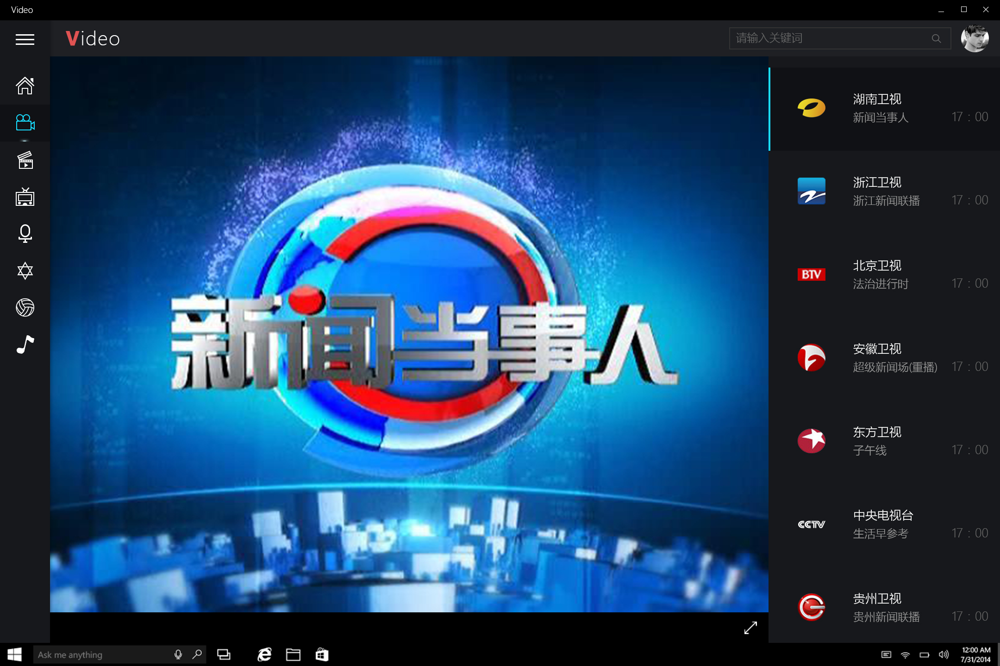 Video
Video
请输入关键词
新闻当事人
湖南卫视
新闻当事人 17 : 00
浙江卫视
浙江新闻联播 17 : 00
BTV
北京卫视
法治进行时 17 : 00
安徽卫视
超级新闻场(重播) 17 : 00
东方卫视
子午线 17 : 00
CCTV
中央电视台
生活早参考 17 : 00
贵州卫视
贵州新闻联播 17 : 00
Ask me anything
12:00 AM
7/31/2014